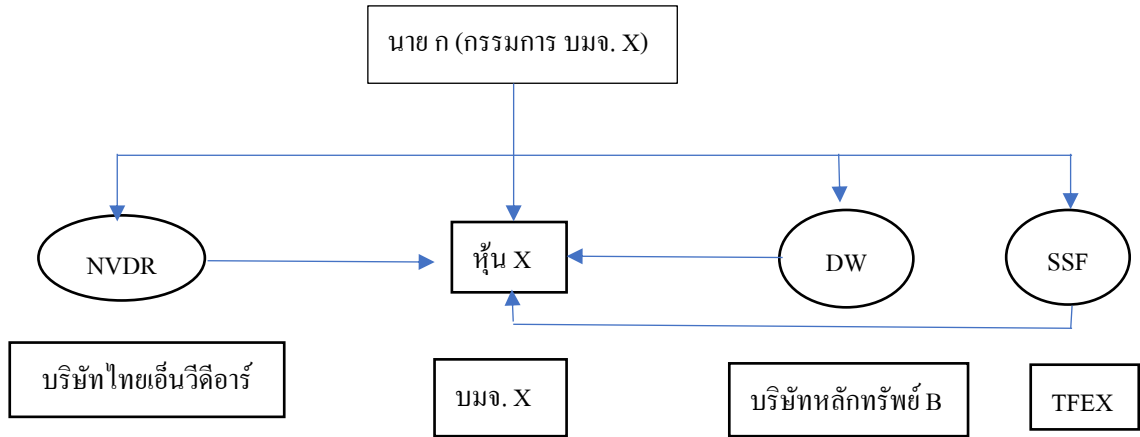 นาย ก (กรรมการ บมจ. X)
NVDR
หุ้น X
DW
SSF
บริษัทไทยเอ็นวีดีอาร์
บมจ. X
บริษัทหลักทรัพย์ B
TFEX